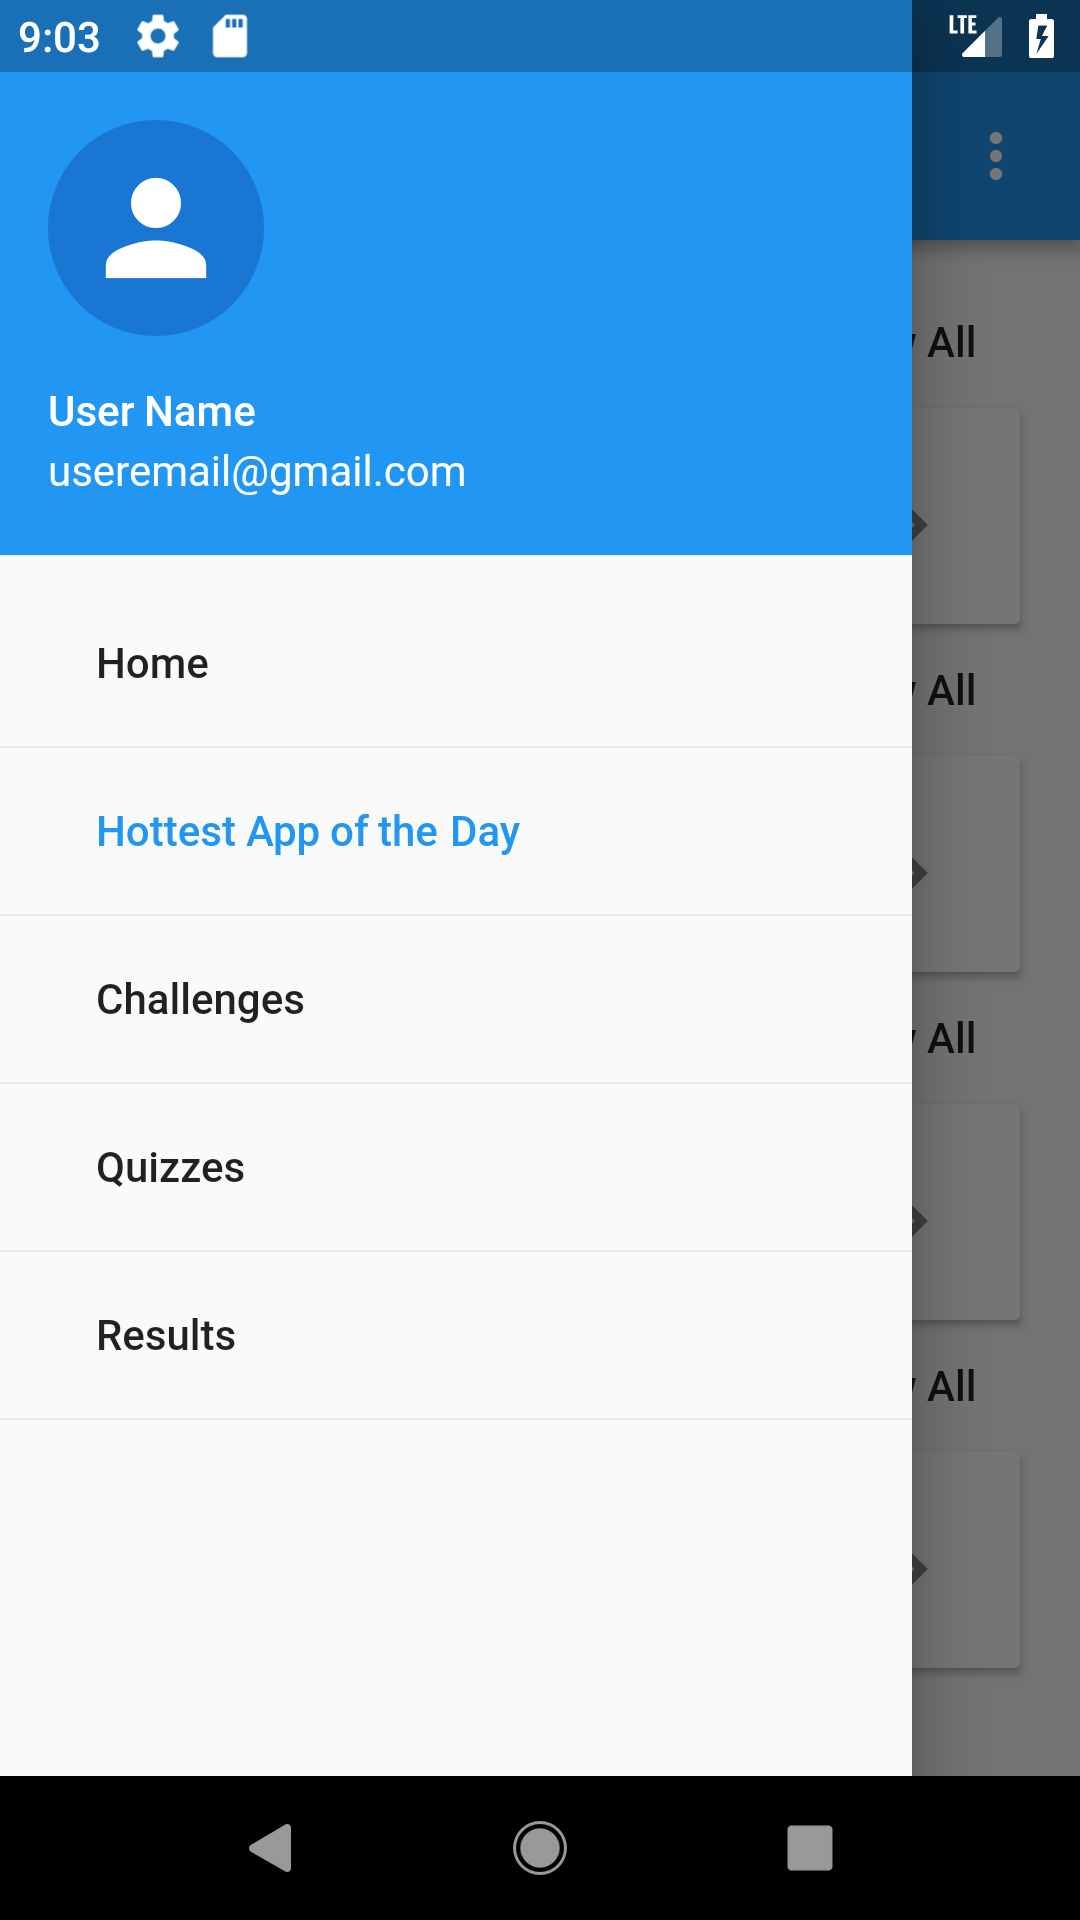 9:03
LTE
User Name
useremail@gmail.com
All
Home
All
Hottest App of the Day
Challenges
All
Quizzes
Results
All